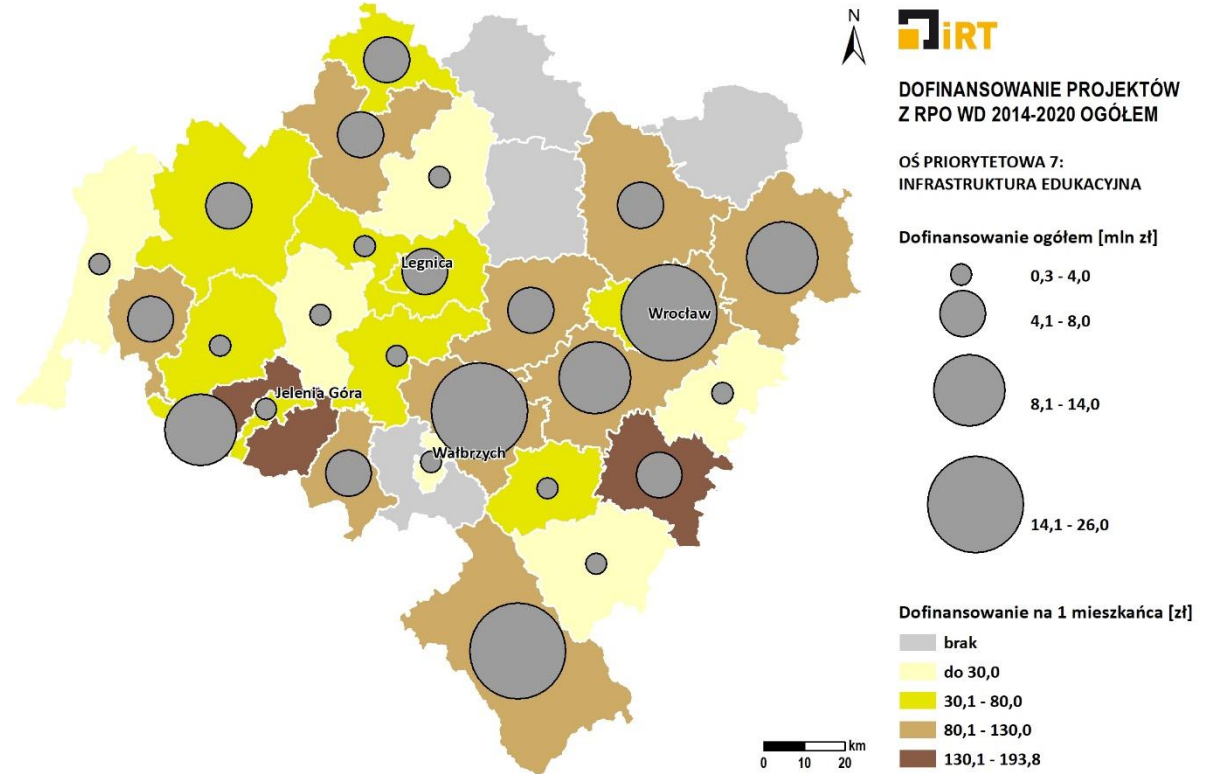 N
iRT
DOFINANSOWANIE PROJEKTÓW
Z RPO WD 2014-2020 OGÓŁEM
OŚ PRIORYTETOWA 7:
INFRASTRUKTURA EDUKACYJNA
Dofinansowanie ogółem [mln zł]
0,3 - 4,0
4,1 - 8,0
8,1 - 14,0
14,1 - 26,0
Dofinansowanie na 1 mieszkańca [zł]
brak
do 30,0
30,1 - 80,0
80,1 - 130,0
130,1 - 193,8
Legnica
Wrocław
Jelenia Góra
Wałbrzych
km
0 10 20